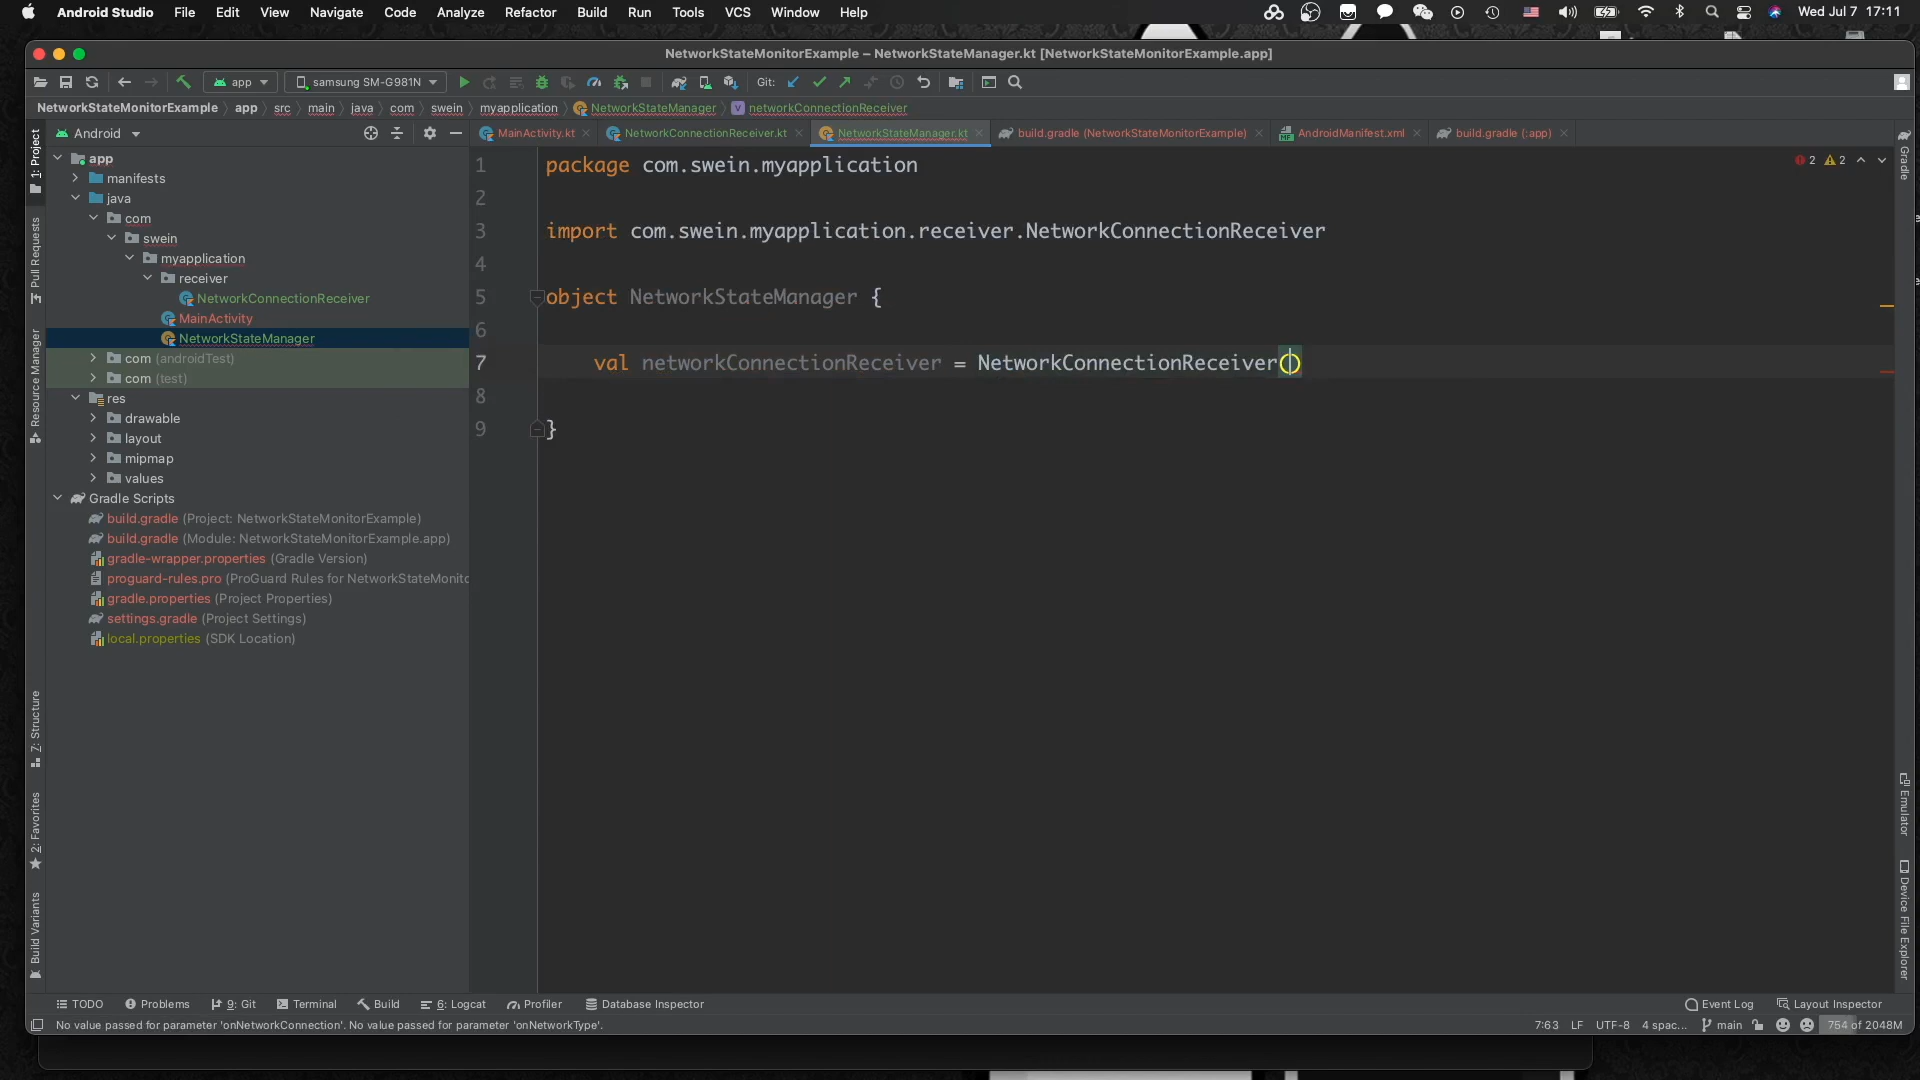 Android Studio File Edit View Navigate Code Analyze Refactor Build Run Tools VCS Window Help Wed Jul 7 17:11
NetworkStateMonitorExample – NetworkStateManager.kt [NetworkStateMonitorExample.app]
app samsung SM-G981N Git:
NetworkStateMonitorExample app src main java com swein myapplication NetworkStateManager networkConnectionReceiver
Android MainActivity.kt NetworkConnectionReceiver.kt NetworkStateManager.kt build.gradle (NetworkStateMonitorExample) AndroidManifest.xml build.gradle (:app)
1: Project
Pull Requests
Resource Manager
7: Structure
2: Favorites
Build Variants
app
manifests
java
com
swein
myapplication
receiver
NetworkConnectionReceiver
MainActivity
NetworkStateManager
com (androidTest)
com (test)
res
drawable
layout
mipmap
values
Gradle Scripts
build.gradle (Project: NetworkStateMonitorExample)
build.gradle (Module: NetworkStateMonitorExample.app)
gradle-wrapper.properties (Gradle Version)
proguard-rules.pro (ProGuard Rules for NetworkStateMonito
gradle.properties (Project Properties)
settings.gradle (Project Settings)
local.properties (SDK Location)
1 package com.swein.myapplication
2
3 import com.swein.myapplication.receiver.NetworkConnectionReceiver
4
5 object NetworkStateManager {
6
7 val networkConnectionReceiver = NetworkConnectionReceiver()
8
9 }
2 2
Gradle
Emulator
Device File Explorer
TODO Problems 9: Git Terminal Build 6: Logcat Profiler Database Inspector Event Log Layout Inspector
No value passed for parameter 'onNetworkConnection'. No value passed for parameter 'onNetworkType'. 7:63 LF UTF-8 4 spac... main 754 of 2048M